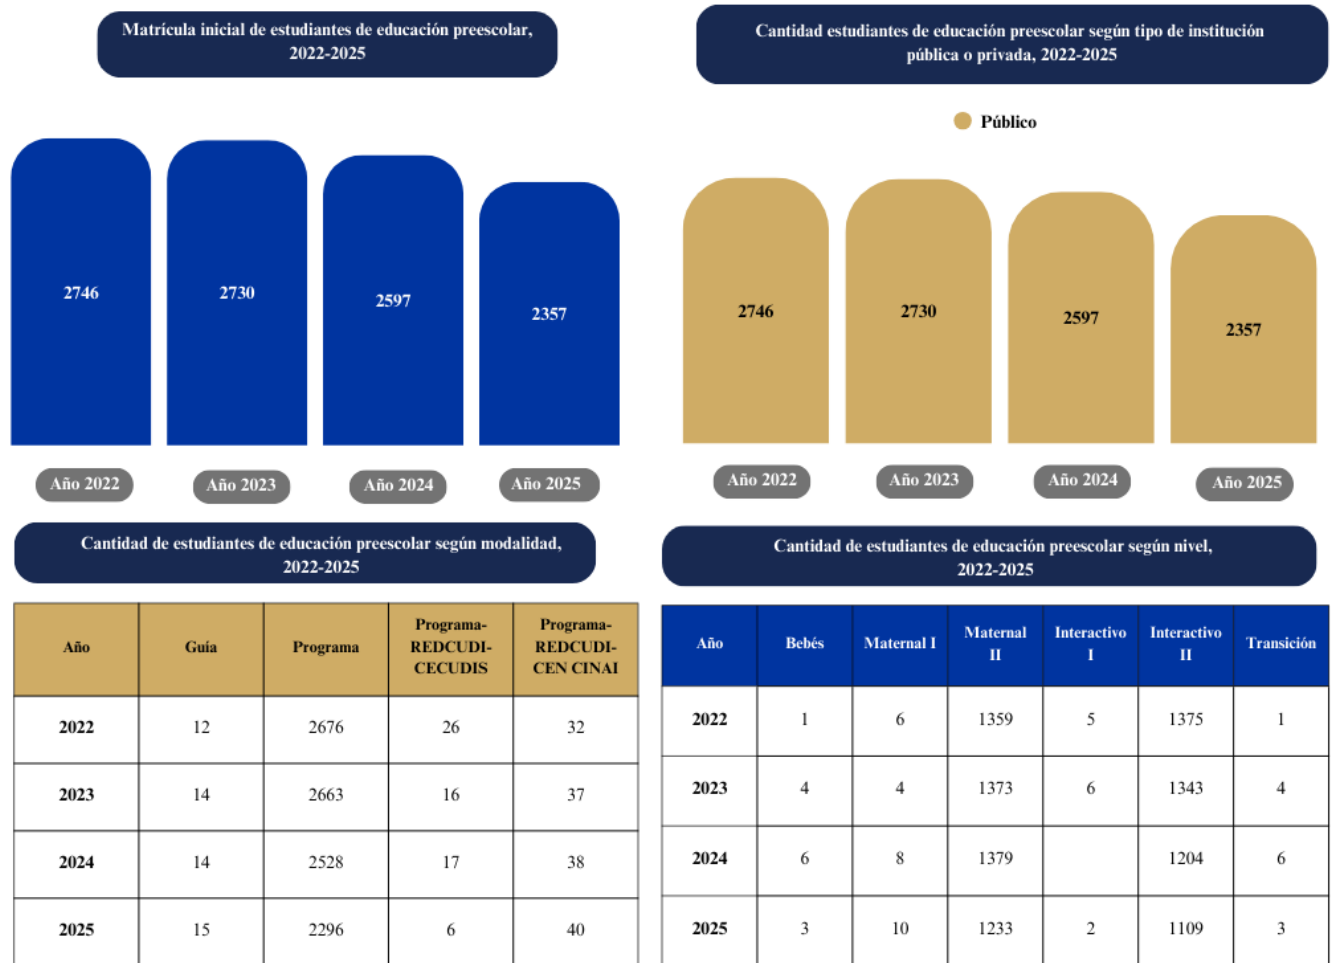 Matrícula inicial de estudiantes de educación preescolar,
2022-2025
2746
2730
2597
2357
Año 2022
Año 2023
Año 2024
Año 2025
Cantidad estudiantes de educación preescolar según tipo de institución
pública o privada, 2022-2025
Público
2746
2730
2597
2357
Año 2022
Año 2023
Año 2024
Año 2025
Cantidad de estudiantes de educación preescolar según modalidad,
2022-2025
Año Guía Programa Programa-REDCUDI-CECUDIS Programa-REDCUDI-CEN CINAI
2022 12 2676 26 32
2023 14 2663 16 37
2024 14 2528 17 38
2025 15 2296 6 40
Cantidad de estudiantes de educación preescolar según nivel,
2022-2025
Año Bebés Maternal I Maternal II Interactivo I Interactivo II Transición
2022 1 6 1359 5 1375 1
2023 4 4 1373 6 1343 4
2024 6 8 1379 1204 6
2025 3 10 1233 2 1109 3